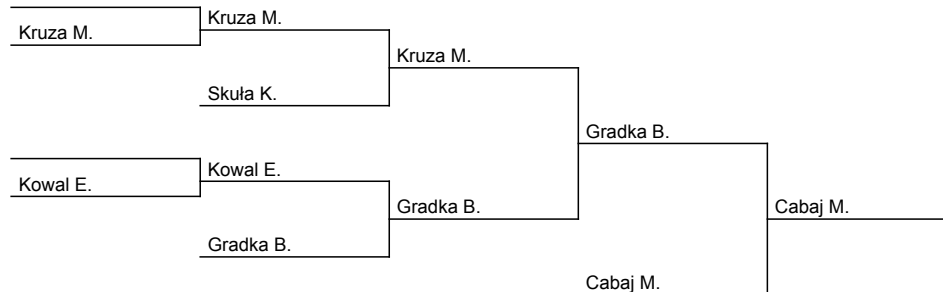 Kruza M.
Kruza M.
Kruza M.
Skuła K.
Gradka B.
Kowal E.
Kowal E.
Gradka B.
Cabaj M.
Gradka B.
Cabaj M.